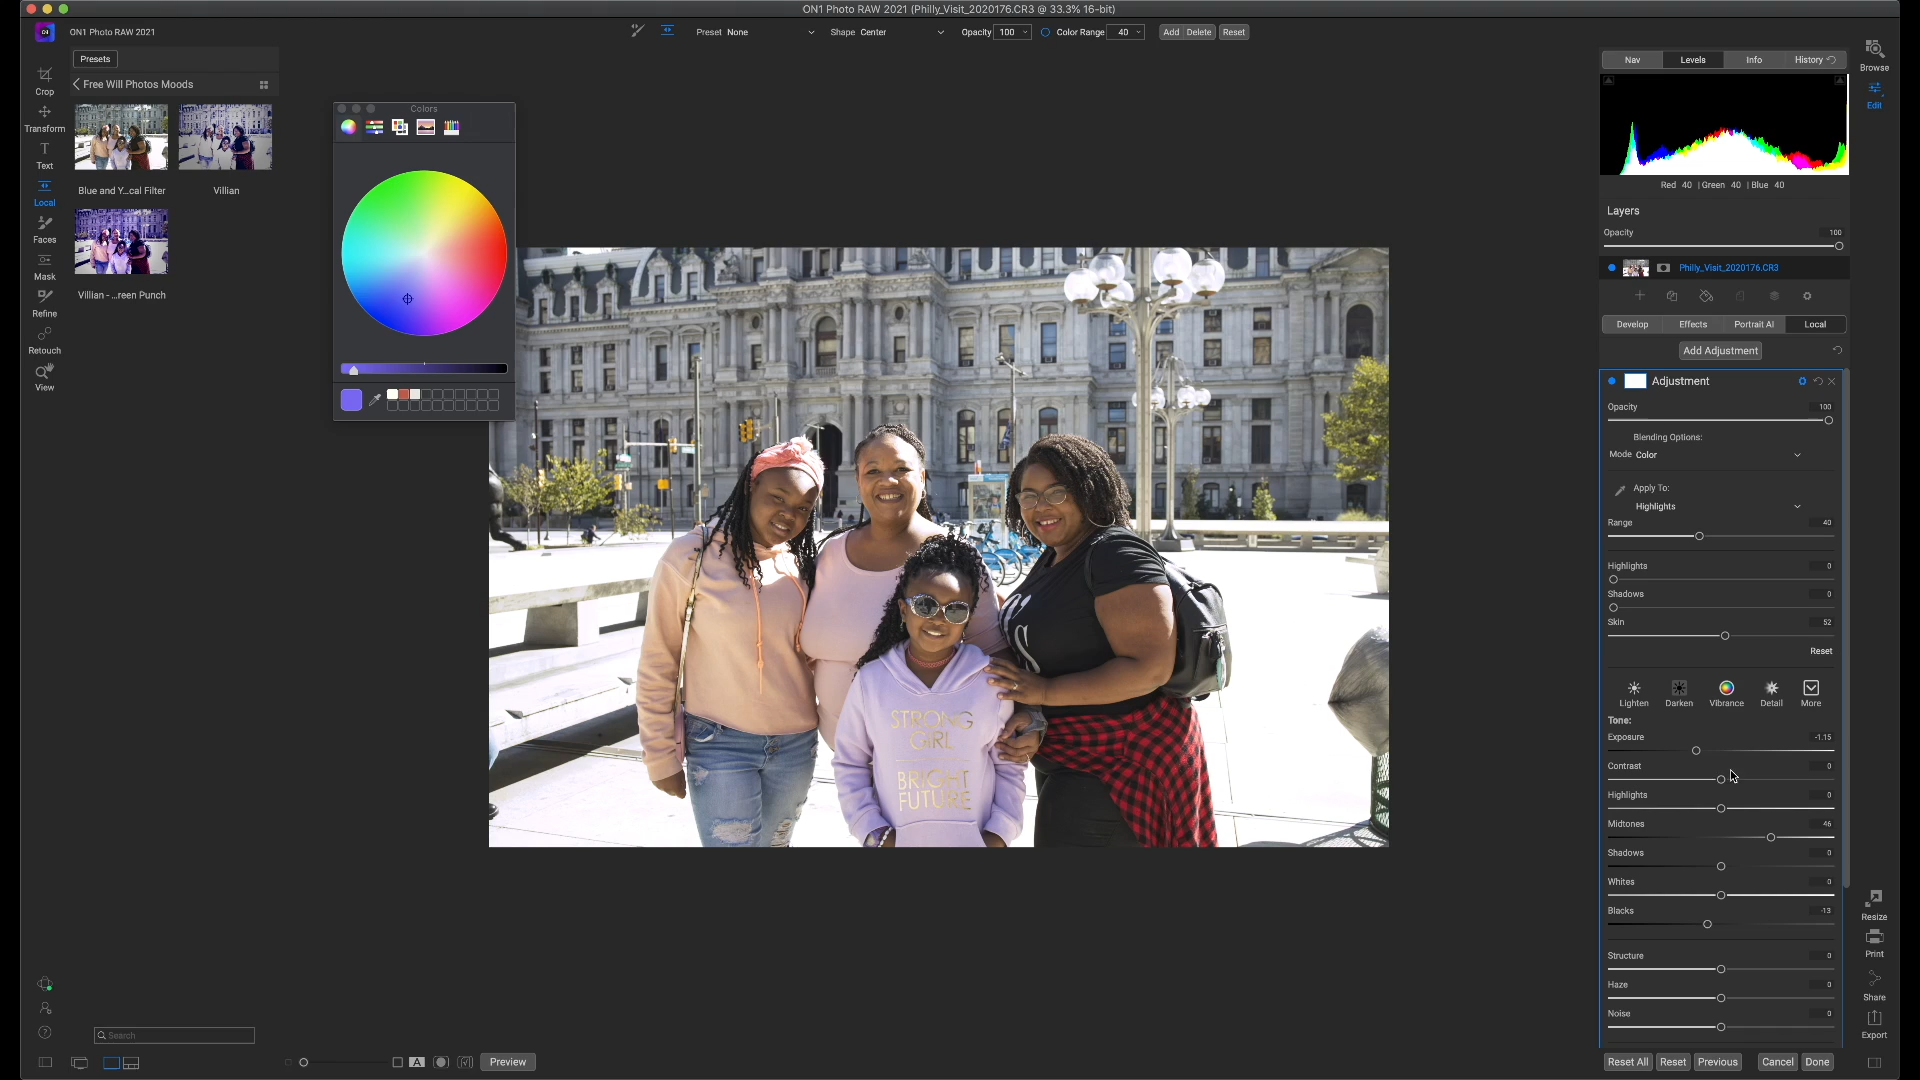 ON1 Photo RAW 2021 (Philly_Visit_2020176.CR3 @ 33.3% 16-bit)
ON1 Photo RAW 2021
Preset None
Shape Center
Opacity 100
Color Range 40
Add Delete Reset
Presets
Free Will Photos Moods
Blue and Y...cal Filter
Villian
Villian - ...reen Punch
Crop
Transform
Text
Local
Faces
Mask
Refine
Retouch
View
Colors
STRONG
GIRL
BRIGHT
FUTURE
Search
A
Preview
Nav Levels Info History
Red 40 | Green 40 | Blue 40
Layers
Opacity 100
Philly_Visit_2020176.CR3
Develop Effects Portrait AI Local
Add Adjustment
Adjustment
Opacity 100
Blending Options:
Mode Color
Apply To:
Highlights
Range 40
Highlights 0
Shadows 0
Skin 52
Reset
Lighten Darken Vibrance Detail More
Tone:
Exposure -1.15
Contrast 0
Highlights 0
Midtones 46
Shadows 0
Whites 0
Blacks -13
Structure 0
Haze 0
Noise 0
Reset All Reset Previous Cancel Done
Browse
Edit
Resize
Print
Share
Export